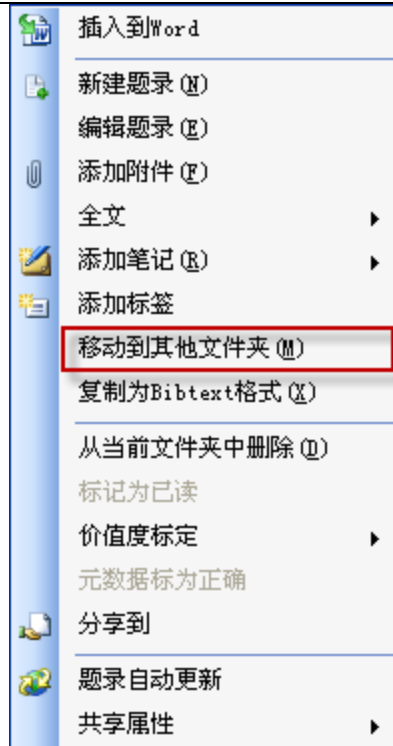 插入到Word
新建题录(N)
编辑题录(E)
添加附件(F)
全文
添加笔记(R)
添加标签
移动到其他文件夹(M)
复制为Bibtext格式(X)
从当前文件夹中删除(D)
标记为已读
价值度标定
元数据标为正确
分享到
题录自动更新
共享属性